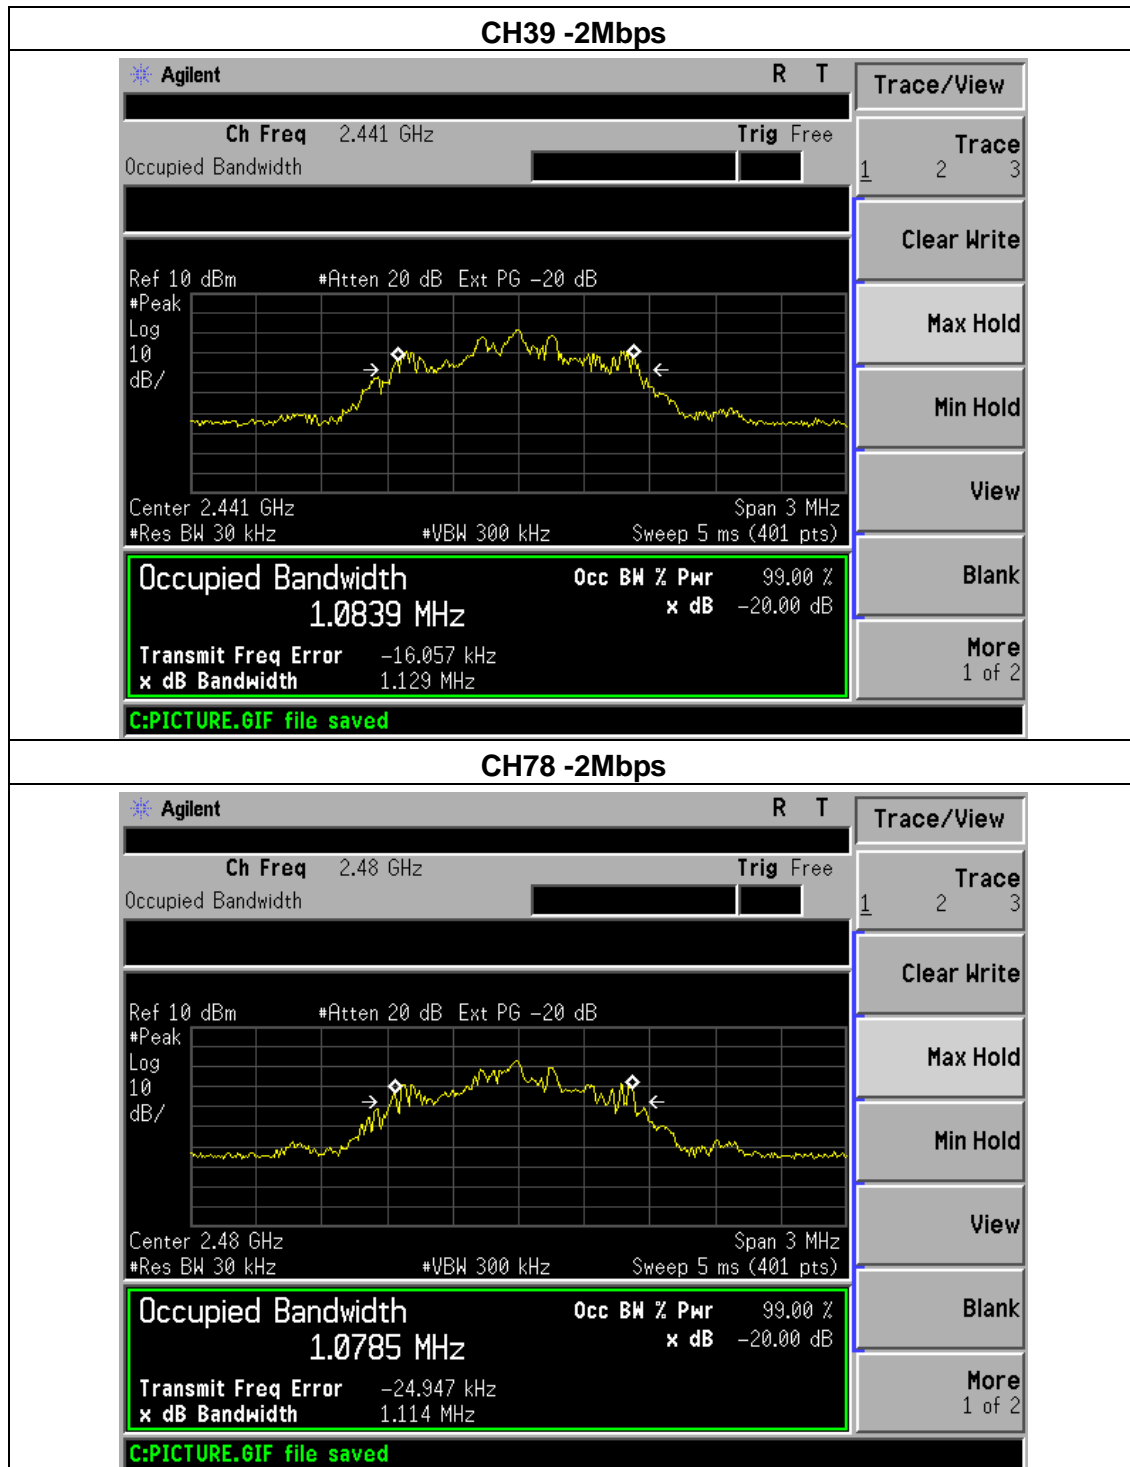 CH39 -2Mbps
Agilent R T
Trace/View
Ch Freq 2.441 GHz Trig Free
Occupied Bandwidth
Trace
1 2 3
Clear Write
Ref 10 dBm #Atten 20 dB Ext PG -20 dB
#Peak
Log
10
dB/
Max Hold
Min Hold
View
Center 2.441 GHz Span 3 MHz
#Res BW 30 kHz #VBW 300 kHz Sweep 5 ms (401 pts)
Occupied Bandwidth Occ BW % Pwr 99.00 %
1.0839 MHz x dB -20.00 dB
Blank
Transmit Freq Error -16.057 kHz
x dB Bandwidth 1.129 MHz
More
1 of 2
C:PICTURE.GIF file saved
CH78 -2Mbps
Agilent R T
Trace/View
Ch Freq 2.48 GHz Trig Free
Occupied Bandwidth
Trace
1 2 3
Clear Write
Ref 10 dBm #Atten 20 dB Ext PG -20 dB
#Peak
Log
10
dB/
Max Hold
Min Hold
View
Center 2.48 GHz Span 3 MHz
#Res BW 30 kHz #VBW 300 kHz Sweep 5 ms (401 pts)
Occupied Bandwidth Occ BW % Pwr 99.00 %
1.0785 MHz x dB -20.00 dB
Blank
Transmit Freq Error -24.947 kHz
x dB Bandwidth 1.114 MHz
More
1 of 2
C:PICTURE.GIF file saved